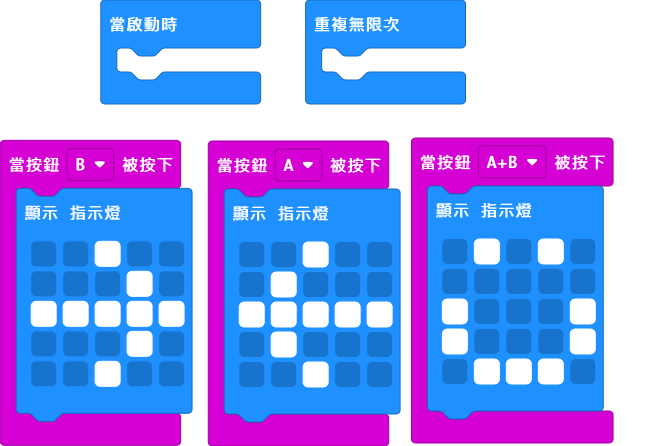 當啟動時
重複無限次
當按鈕 B 被按下
顯示 指示燈
當按鈕 A 被按下
顯示 指示燈
當按鈕 A+B 被按下
顯示 指示燈